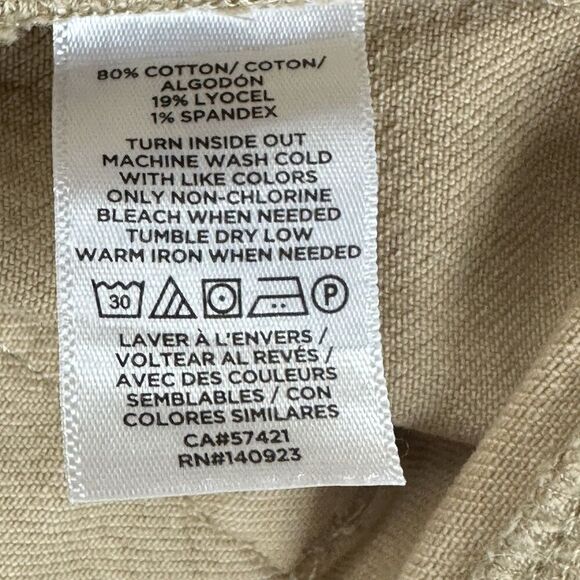 80% COTTON/ COTON/
ALGODÓN
19% LYOCEL
1% SPANDEX
TURN INSIDE OUT
MACHINE WASH COLD
WITH LIKE COLORS
ONLY NON-CHLORINE
BLEACH WHEN NEEDED
TUMBLE DRY LOW
WARM IRON WHEN NEEDED
30 P
LAVER À L'ENVERS /
VOLTEAR AL REVÉS /
AVEC DES COULEURS
SEMBLABLES / CON
COLORES SIMILARES
CA#57421
RN#140923